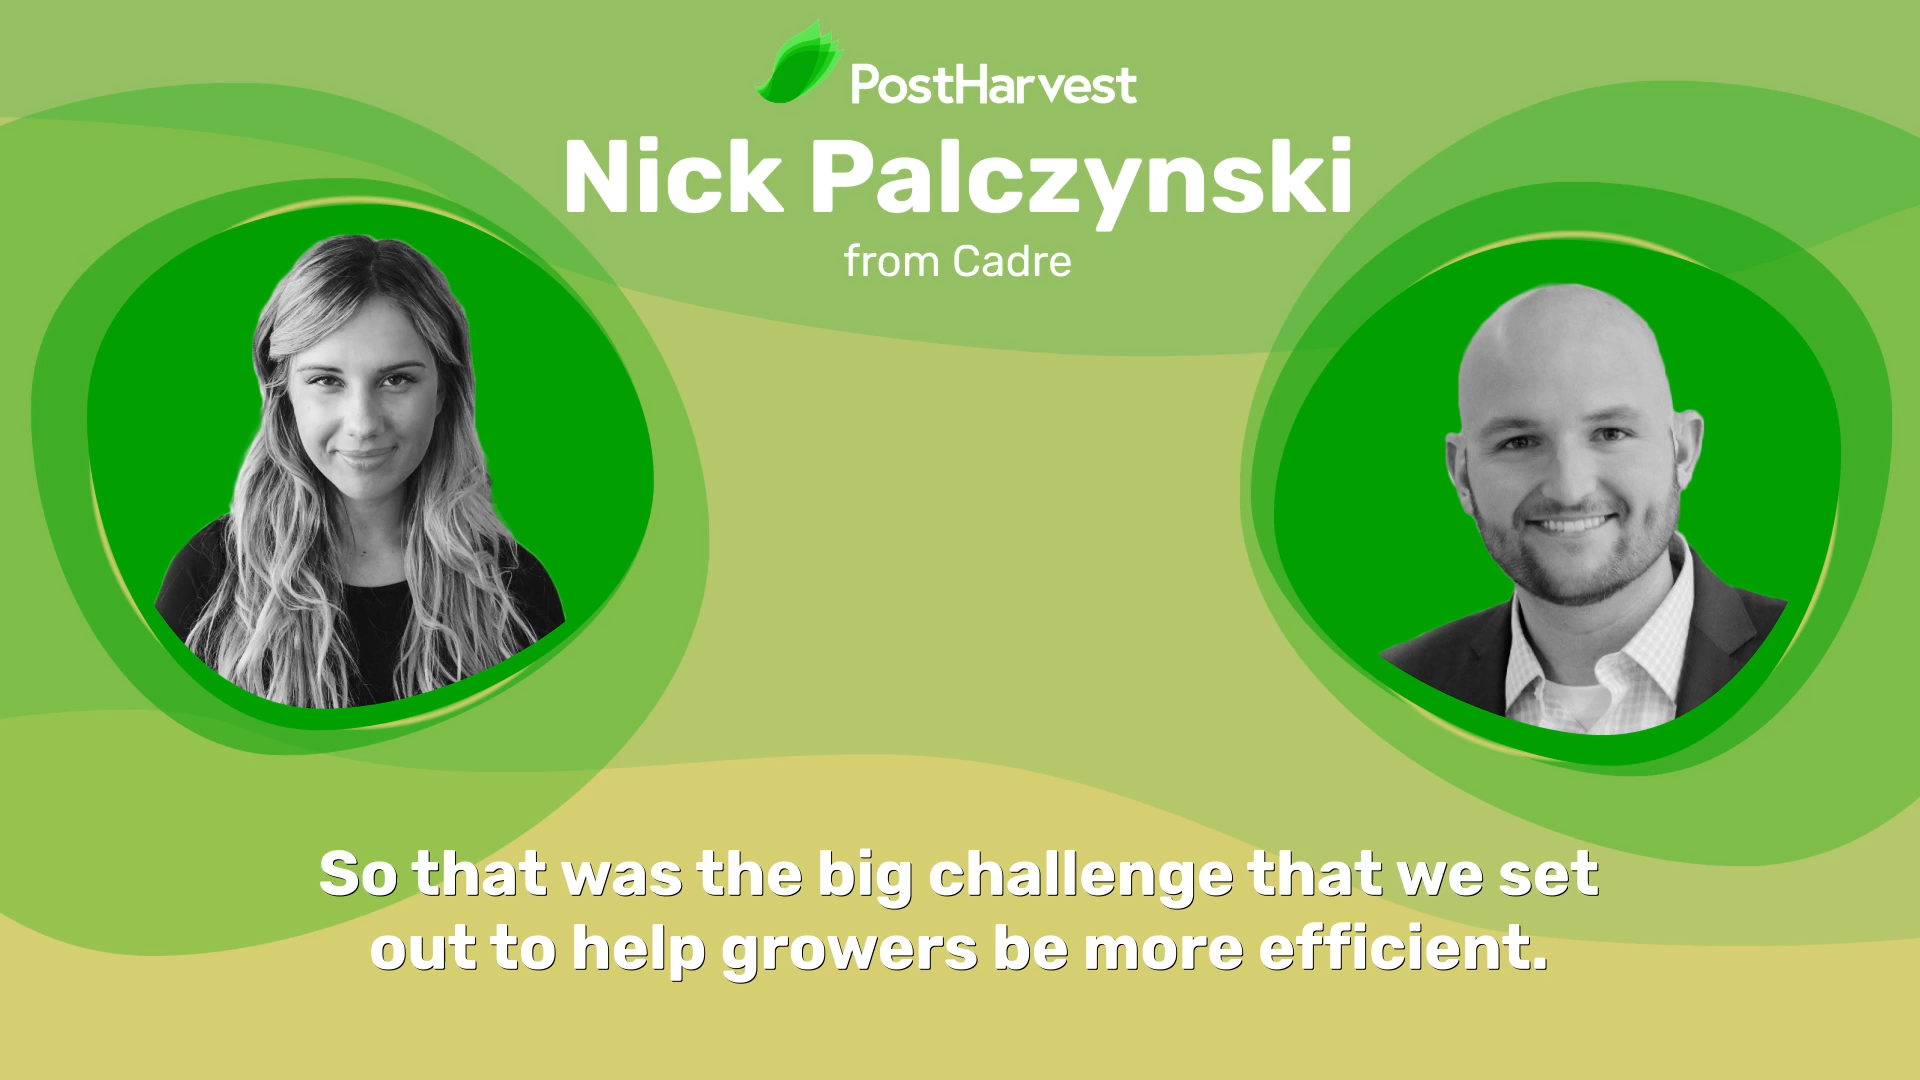 PostHarvest
Nick Palczynski
from Cadre
So that was the big challenge that we set
out to help growers be more efficient.